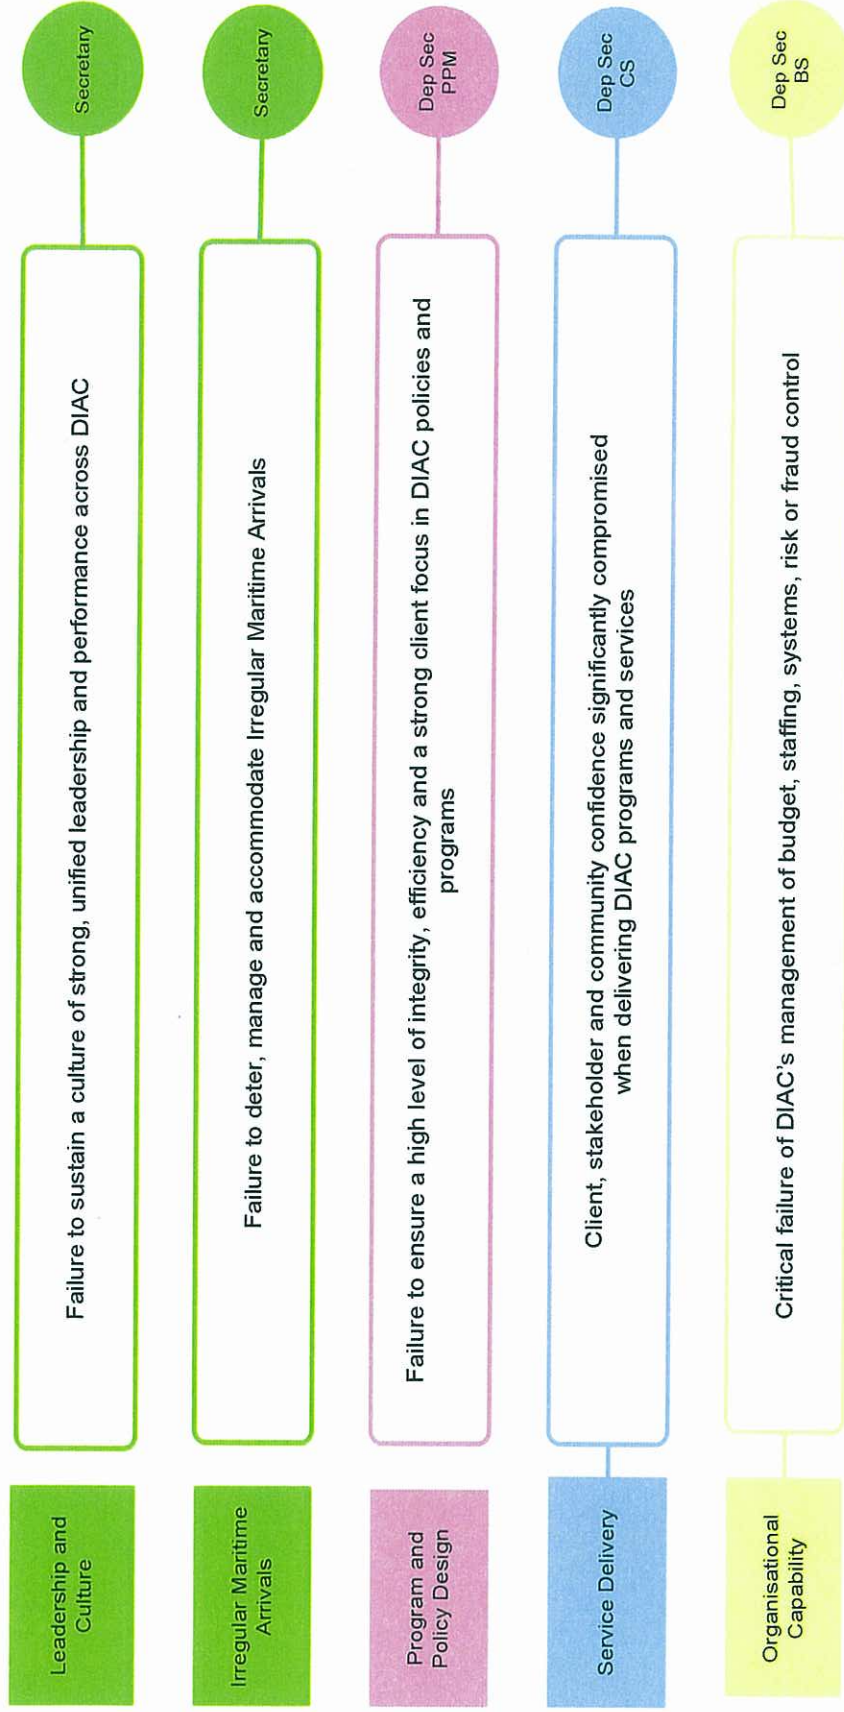 Leadership and
Culture
Failure to sustain a culture of strong, unified leadership and performance across DIAC
Secretary
Irregular Maritime
Arrivals
Failure to deter, manage and accommodate Irregular Maritime Arrivals
Secretary
Program and
Policy Design
Failure to ensure a high level of integrity, efficiency and a strong client focus in DIAC policies and
programs
Dep Sec
PPM
Service Delivery
Client, stakeholder and community confidence significantly compromised
when delivering DIAC programs and services
Dep Sec
CS
Organisational
Capability
Critical failure of DIAC's management of budget, staffing, systems, risk or fraud control
Dep Sec
BS